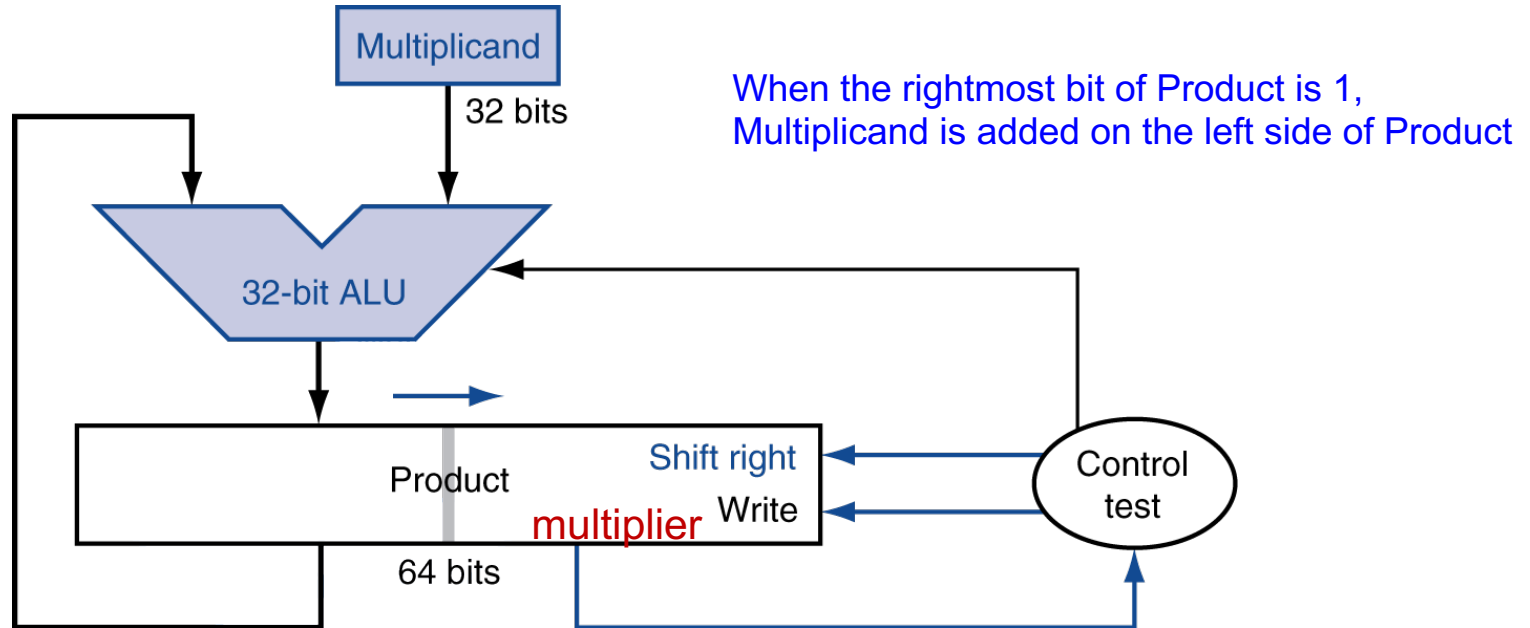 Multiplicand
32 bits
When the rightmost bit of Product is 1,
Multiplicand is added on the left side of Product
32-bit ALU
Product
Shift right
Write
multiplier
64 bits
Control
test